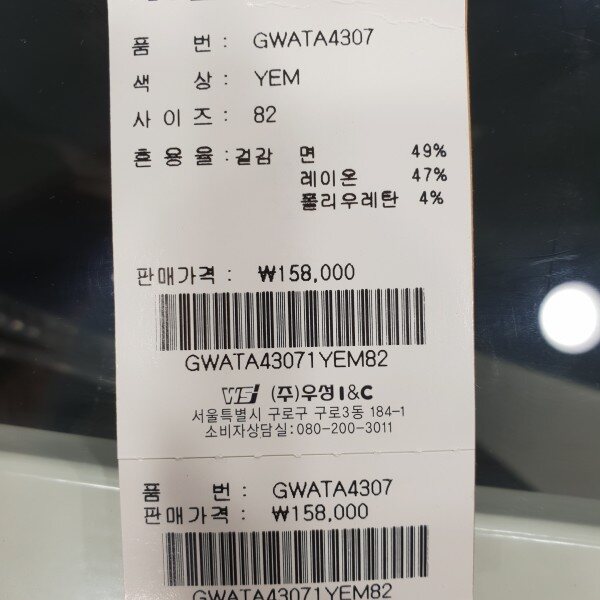 품 번 : GWATA4307
색 상 : YEM
사 이 즈 : 82
혼 용 율 : 겉감 면 49%
레이온 47%
폴리우레탄 4%
판매가격 : ₩158,000
GWATA43071YEM82
WS (주)우성I&C
서울특별시 구로구 구로3동 184-1
소비자상담실:080-200-3011
품 번 : GWATA4307
판매가격 : ₩158,000
GWATA43071YEM82